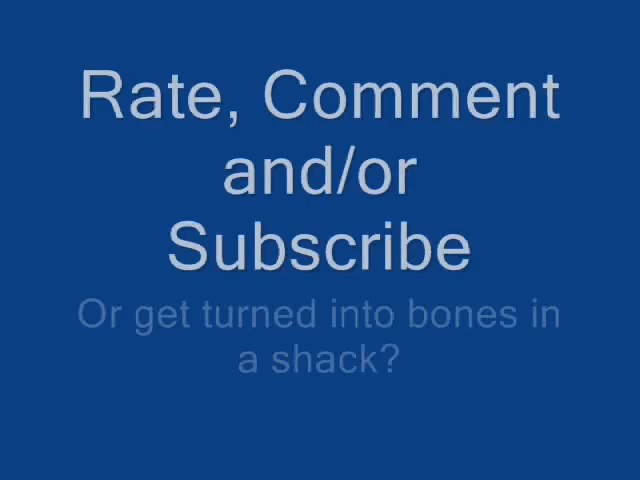 Rate, Comment
and/or
Subscribe
Or get turned into bones in
a shack?